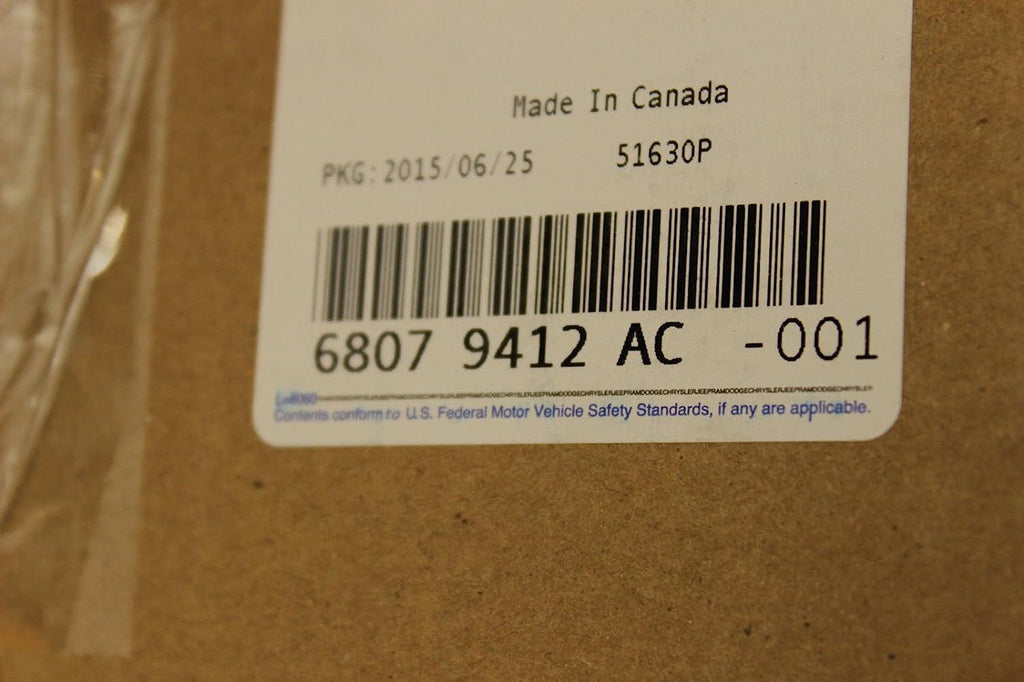 Made In Canada
PKG: 2015/06/25 51630P
6807 9412 AC -001
Contents conform to U.S. Federal Motor Vehicle Safety Standards, if any are applicable.